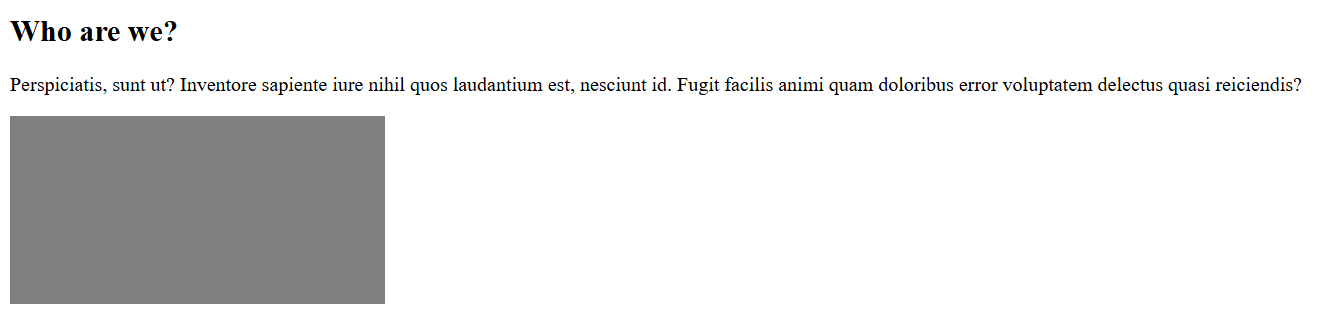 Who are we?
Perspiciatis, sunt ut? Inventore sapiente iure nihil quos laudantium est, nesciunt id. Fugit facilis animi quam doloribus error voluptatem delectus quasi reiciendis?